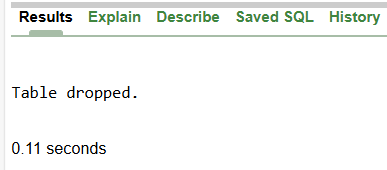 Results Explain Describe Saved SQL History
Table dropped.
0.11 seconds